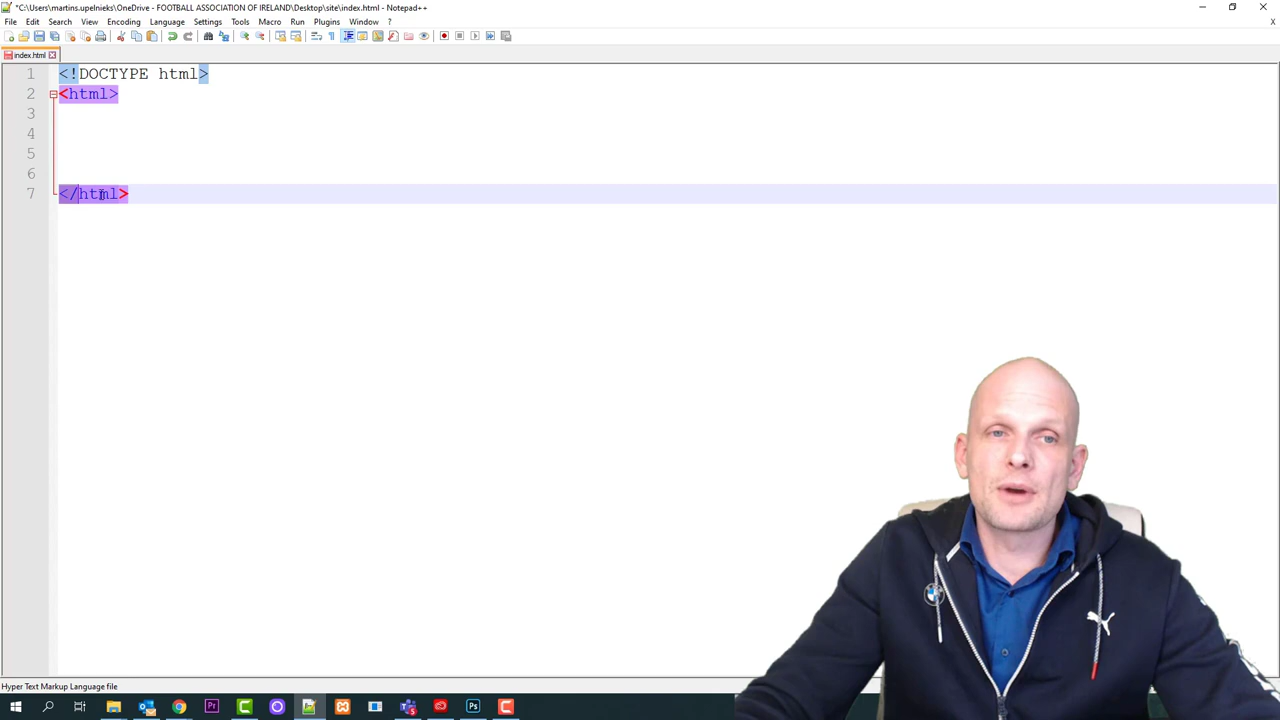 *C:\Users\martins.upelnieks\OneDrive - FOOTBALL ASSOCIATION OF IRELAND\Desktop\site\index.html - Notepad++
File Edit Search View Encoding Language Settings Tools Macro Run Plugins Window ? X
index.html
1 <!DOCTYPE html>
2 <html>
3
4
5
6
7 </html>
Hyper Text Markup Language file